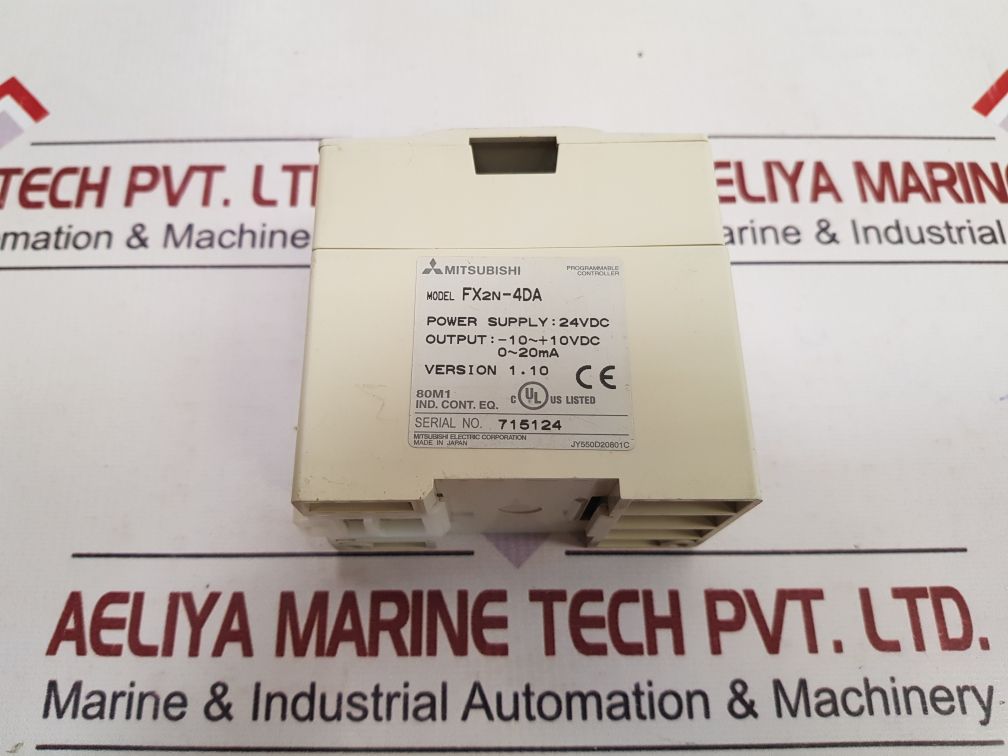 TECH PVT. LT
mation & Machine
ELIYA MARIN
arine & Industrial
MITSUBISHI
PROGRAMMABLE
CONTROLLER
MODEL FX2N-4DA
POWER SUPPLY:24VDC
OUTPUT:-10~+10VDC
0~20mA
VERSION 1.10
CE
80M1
IND. CONT. EQ.
C UL US LISTED
SERIAL NO. 715124
MITSUBISHI ELECTRIC CORPORATION
MADE IN JAPAN
JY550D20801C
AELIYA MARINE TECH PVT. LTD.
Marine & Industrial Automation & Machinery